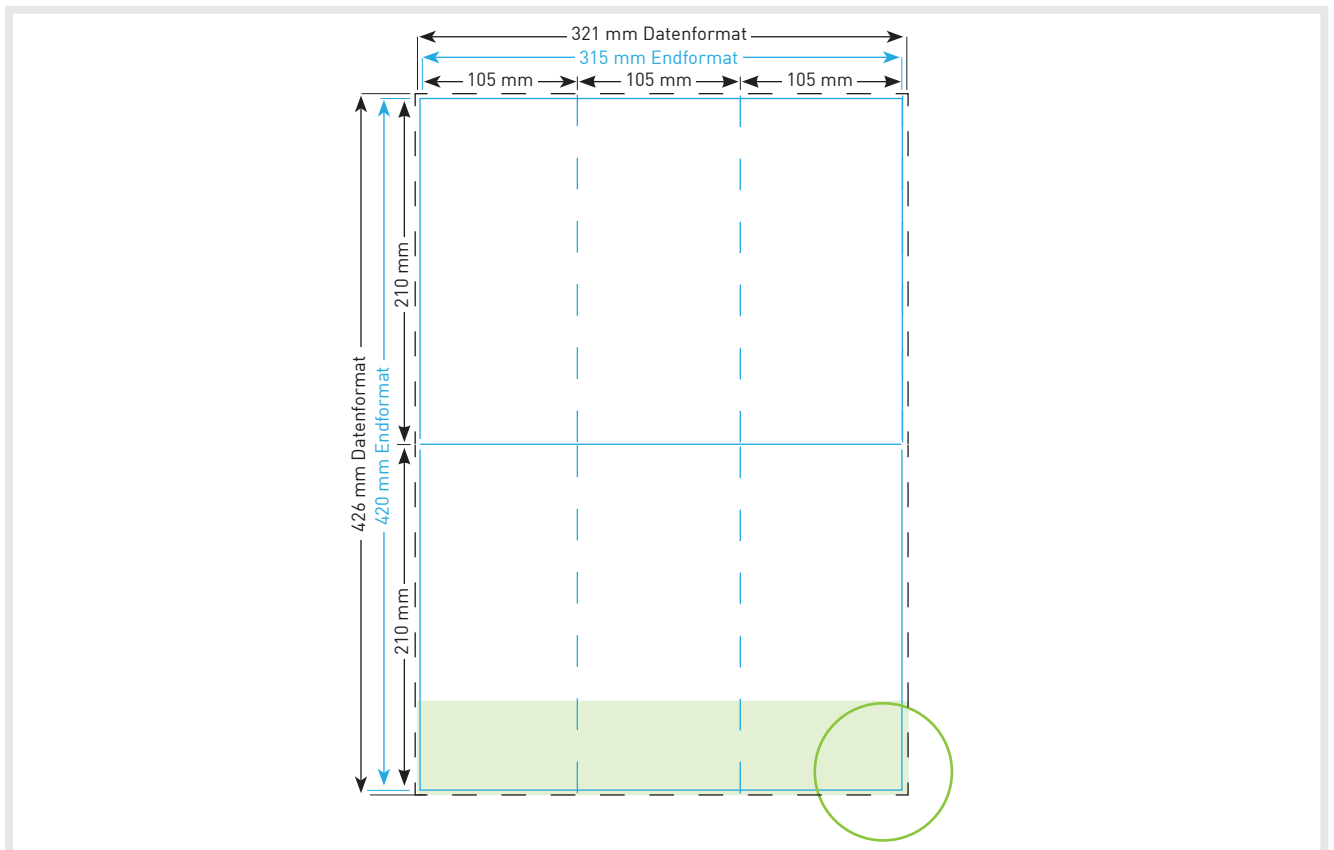 321 mm Datenformat
315 mm Endformat
105 mm
105 mm
105 mm
210 mm
426 mm Datenformat
420 mm Endformat
210 mm